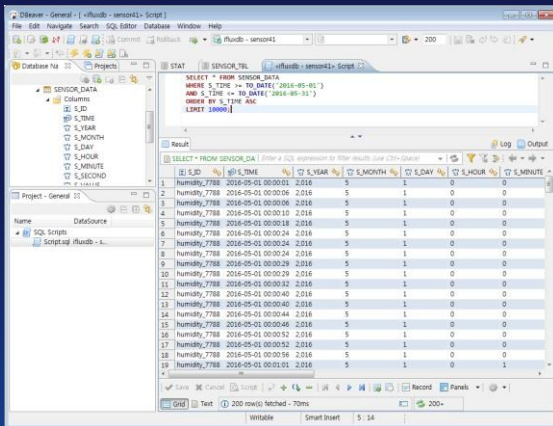 DBeaver - General - [ <ifluxdb - sensor41> Script ]
File Edit Navigate Search SQL Editor Database Window Help
Commit Rollback ifluxdb - sensor41 200
Database Na Projects
SENSOR_DATA
Columns
S_ID
S_TIME
S_YEAR
S_MONTH
S_DAY
S_HOUR
S_MINUTE
S_SECOND
S_VALUE
Project - General
Name DataSource
SQL Scripts
Script.sql ifluxdb - s...
STAT SENSOR_TBL <ifluxdb - sensor41> Script
SELECT * FROM SENSOR_DATA
WHERE S_TIME >= TO_DATE('2016-05-01')
AND S_TIME <= TO_DATE('2016-05-31')
ORDER BY S_TIME ASC
LIMIT 10000;
Result Log Output
SELECT * FROM SENSOR_DA Enter a SQL expression to filter results (use Ctrl+Space)
S_ID S_TIME S_YEAR S_MONTH S_DAY S_HOUR S_MINUTE
1 humidity_7788 2016-05-01 00:00:01 2,016 5 1 0 0
2 humidity_7788 2016-05-01 00:00:06 2,016 5 1 0 0
3 humidity_7788 2016-05-01 00:00:06 2,016 5 1 0 0
4 humidity_7788 2016-05-01 00:00:10 2,016 5 1 0 0
5 humidity_7788 2016-05-01 00:00:18 2,016 5 1 0 0
6 humidity_7788 2016-05-01 00:00:24 2,016 5 1 0 0
7 humidity_7788 2016-05-01 00:00:24 2,016 5 1 0 0
8 humidity_7788 2016-05-01 00:00:24 2,016 5 1 0 0
9 humidity_7788 2016-05-01 00:00:29 2,016 5 1 0 0
10 humidity_7788 2016-05-01 00:00:29 2,016 5 1 0 0
11 humidity_7788 2016-05-01 00:00:32 2,016 5 1 0 0
12 humidity_7788 2016-05-01 00:00:40 2,016 5 1 0 0
13 humidity_7788 2016-05-01 00:00:40 2,016 5 1 0 0
14 humidity_7788 2016-05-01 00:00:44 2,016 5 1 0 0
15 humidity_7788 2016-05-01 00:00:46 2,016 5 1 0 0
16 humidity_7788 2016-05-01 00:00:52 2,016 5 1 0 0
17 humidity_7788 2016-05-01 00:00:52 2,016 5 1 0 0
18 humidity_7788 2016-05-01 00:00:56 2,016 5 1 0 0
19 humidity_7788 2016-05-01 00:01:01 2,016 5 1 0 1
Save Cancel Script Record Panels
Grid Text 200 row(s) fetched - 70ms 200+
Writable Smart Insert 5 : 14